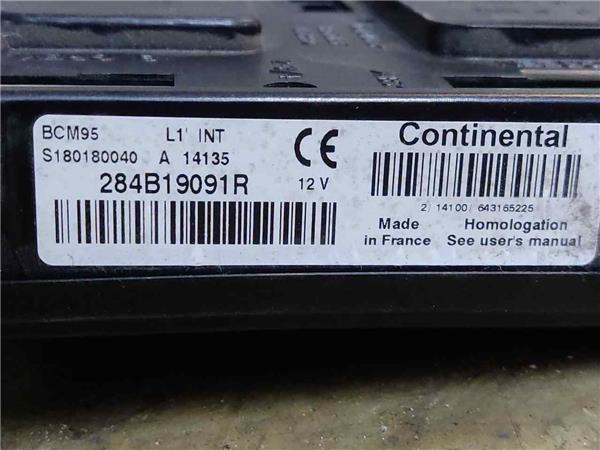 BCM95 L1' INT
S180180040 A 14135
284B19091R
12 V
Continental
2/ 14100/ 643165225
Made
in France
Homologation
See user's manual